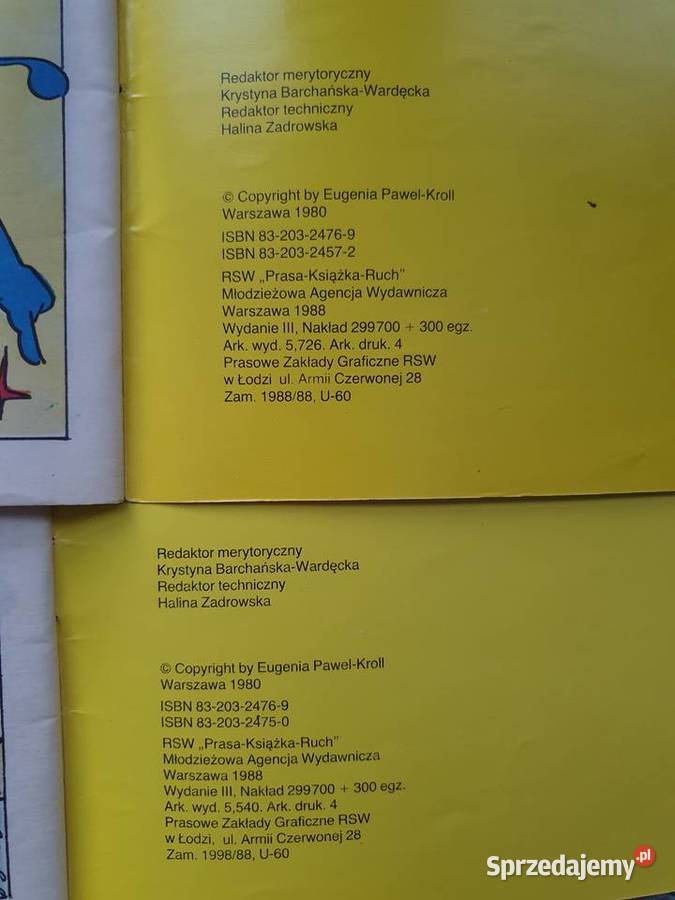 Redaktor merytoryczny
Krystyna Barchańska-Wardęcka
Redaktor techniczny
Halina Zadrowska
© Copyright by Eugenia Pawel-Kroll
Warszawa 1980
ISBN 83-203-2476-9
ISBN 83-203-2457-2
RSW „Prasa-Książka-Ruch”
Młodzieżowa Agencja Wydawnicza
Warszawa 1988
Wydanie III, Nakład 299700 + 300 egz.
Ark. wyd. 5,726. Ark. druk. 4
Prasowe Zakłady Graficzne RSW
w Łodzi ul. Armii Czerwonej 28
Zam. 1988/88, U-60
Redaktor merytoryczny
Krystyna Barchańska-Wardęcka
Redaktor techniczny
Halina Zadrowska
© Copyright by Eugenia Pawel-Kroll
Warszawa 1980
ISBN 83-203-2476-9
ISBN 83-203-2475-0
RSW „Prasa-Książka-Ruch”
Młodzieżowa Agencja Wydawnicza
Warszawa 1988
Wydanie III, Nakład 299700 + 300 egz.
Ark. wyd. 5,540. Ark. druk. 4
Prasowe Zakłady Graficzne RSW
w Łodzi, ul. Armii Czerwonej 28
Zam. 1998/88, U-60
Sprzedajemy.pl